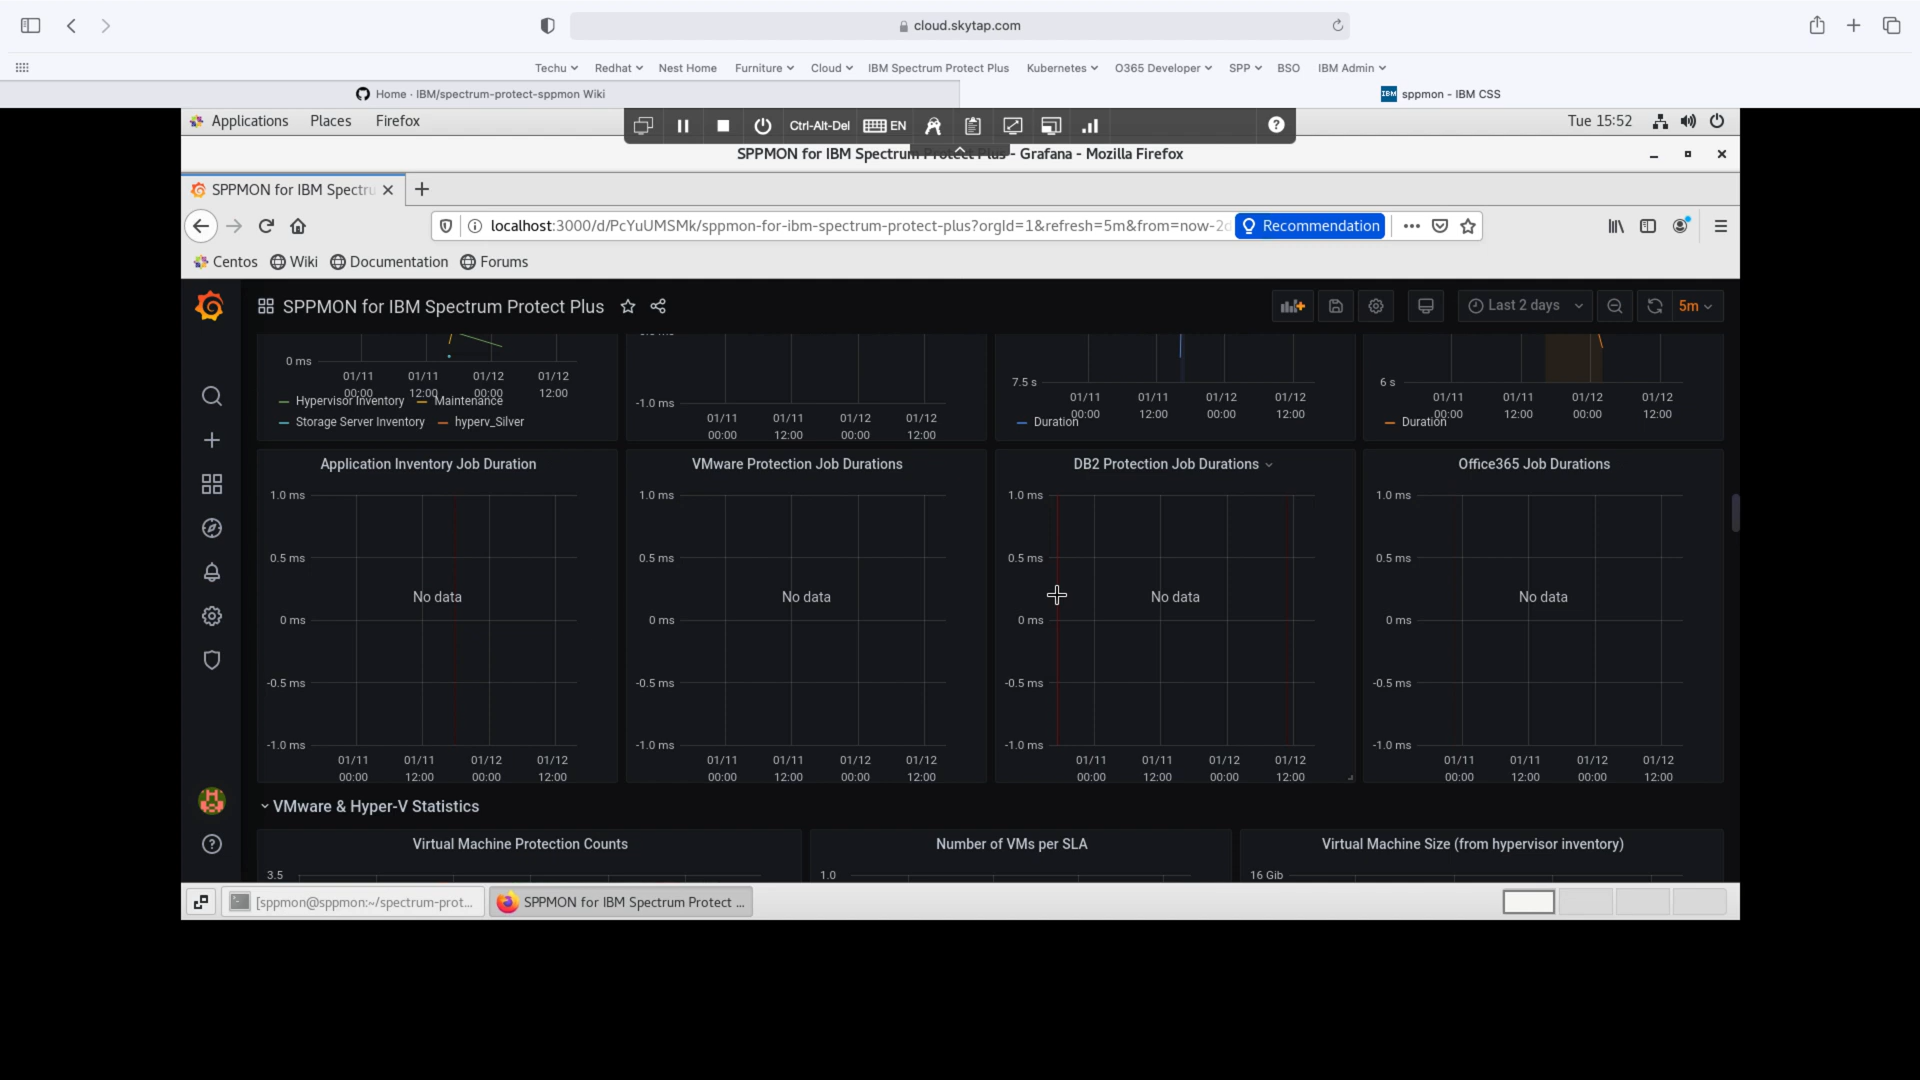 cloud.skytap.com
Techu Redhat Nest Home Furniture Cloud IBM Spectrum Protect Plus Kubernetes O365 Developer SPP BSO IBM Admin
Home · IBM/spectrum-protect-sppmon Wiki
IBM sppmon - IBM CSS
Applications Places Firefox
Ctrl-Alt-Del EN
Tue 15:52
SPPMON for IBM Spectrum Protect Plus - Grafana - Mozilla Firefox
SPPMON for IBM Spectru
localhost:3000/d/PcYuUMSMk/sppmon-for-ibm-spectrum-protect-plus?orgId=1&refresh=5m&from=now-2d
Recommendation
Centos Wiki Documentation Forums
SPPMON for IBM Spectrum Protect Plus
Last 2 days
5m
0 ms
01/11 01/11 01/12 01/12
00:00 12:00 00:00 12:00
Hypervisor Inventory Maintenance
Storage Server Inventory hyperv_Silver
-1.0 ms
01/11 01/11 01/12 01/12
00:00 12:00 00:00 12:00
7.5 s
01/11 01/11 01/12 01/12
00:00 12:00 00:00 12:00
Duration
6 s
01/11 01/11 01/12 01/12
00:00 12:00 00:00 12:00
Duration
Application Inventory Job Duration
1.0 ms
0.5 ms
No data
0 ms
-0.5 ms
-1.0 ms
01/11 01/11 01/12 01/12
00:00 12:00 00:00 12:00
VMware Protection Job Durations
1.0 ms
0.5 ms
No data
0 ms
-0.5 ms
-1.0 ms
01/11 01/11 01/12 01/12
00:00 12:00 00:00 12:00
DB2 Protection Job Durations
1.0 ms
0.5 ms
No data
0 ms
-0.5 ms
-1.0 ms
01/11 01/11 01/12 01/12
00:00 12:00 00:00 12:00
Office365 Job Durations
1.0 ms
0.5 ms
No data
0 ms
-0.5 ms
-1.0 ms
01/11 01/11 01/12 01/12
00:00 12:00 00:00 12:00
VMware & Hyper-V Statistics
Virtual Machine Protection Counts
3.5
Number of VMs per SLA
1.0
Virtual Machine Size (from hypervisor inventory)
16 Gib
[sppmon@sppmon:~/spectrum-prot...
SPPMON for IBM Spectrum Protect ...